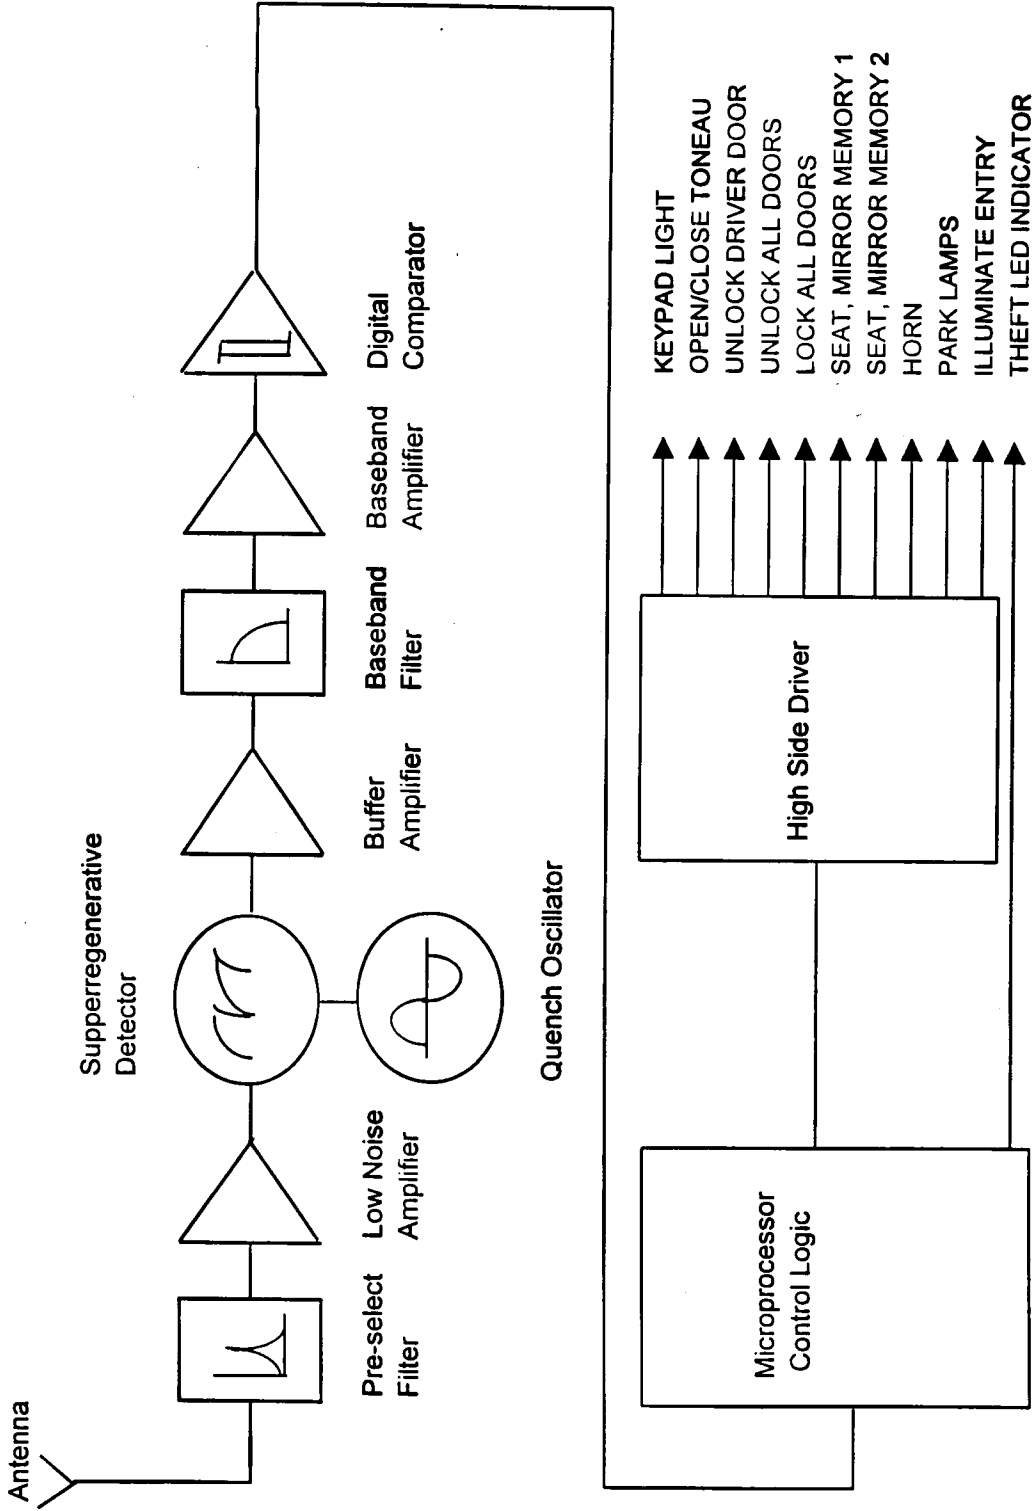 Antenna
Pre-select
Filter
Low Noise
Amplifier
Supperregenerative
Detector
Quench Oscillator
Buffer
Amplifier
Baseband
Filter
Baseband
Amplifier
Digital
Comparator
Microprocessor
Control Logic
High Side Driver
KEYPAD LIGHT
OPEN/CLOSE TONEAU
UNLOCK DRIVER DOOR
UNLOCK ALL DOORS
LOCK ALL DOORS
SEAT, MIRROR MEMORY 1
SEAT, MIRROR MEMORY 2
HORN
PARK LAMPS
ILLUMINATE ENTRY
THEFT LED INDICATOR